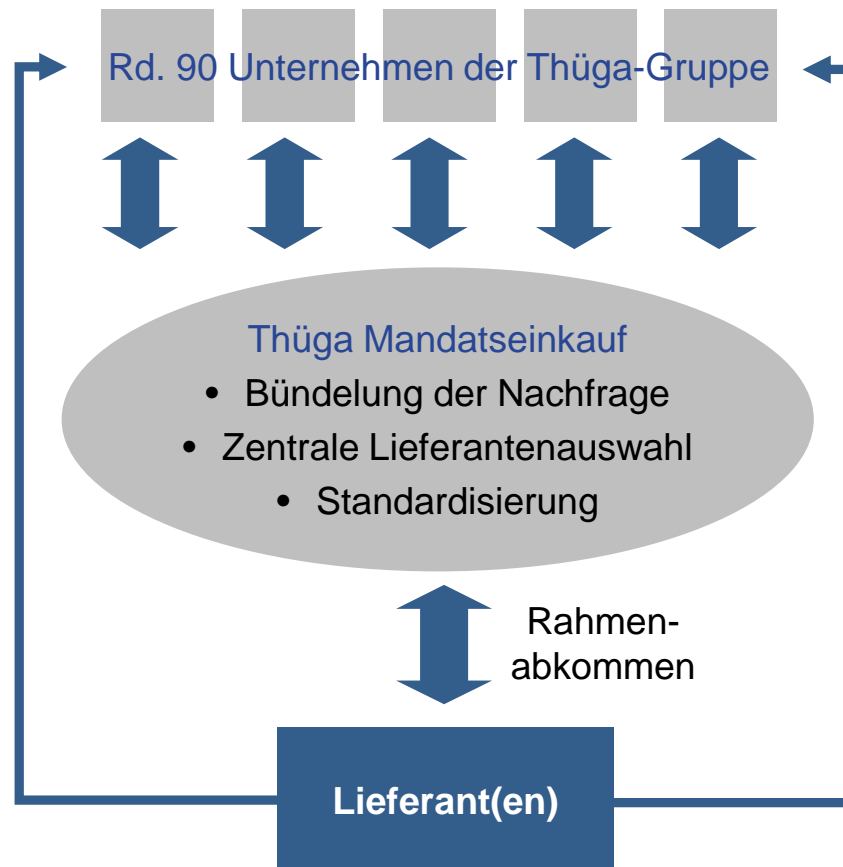 Rd. 90 Unternehmen der Thüga-Gruppe
Thüga Mandatseinkauf
• Bündelung der Nachfrage
• Zentrale Lieferantenauswahl
• Standardisierung
Rahmen-
abkommen
Lieferant(en)